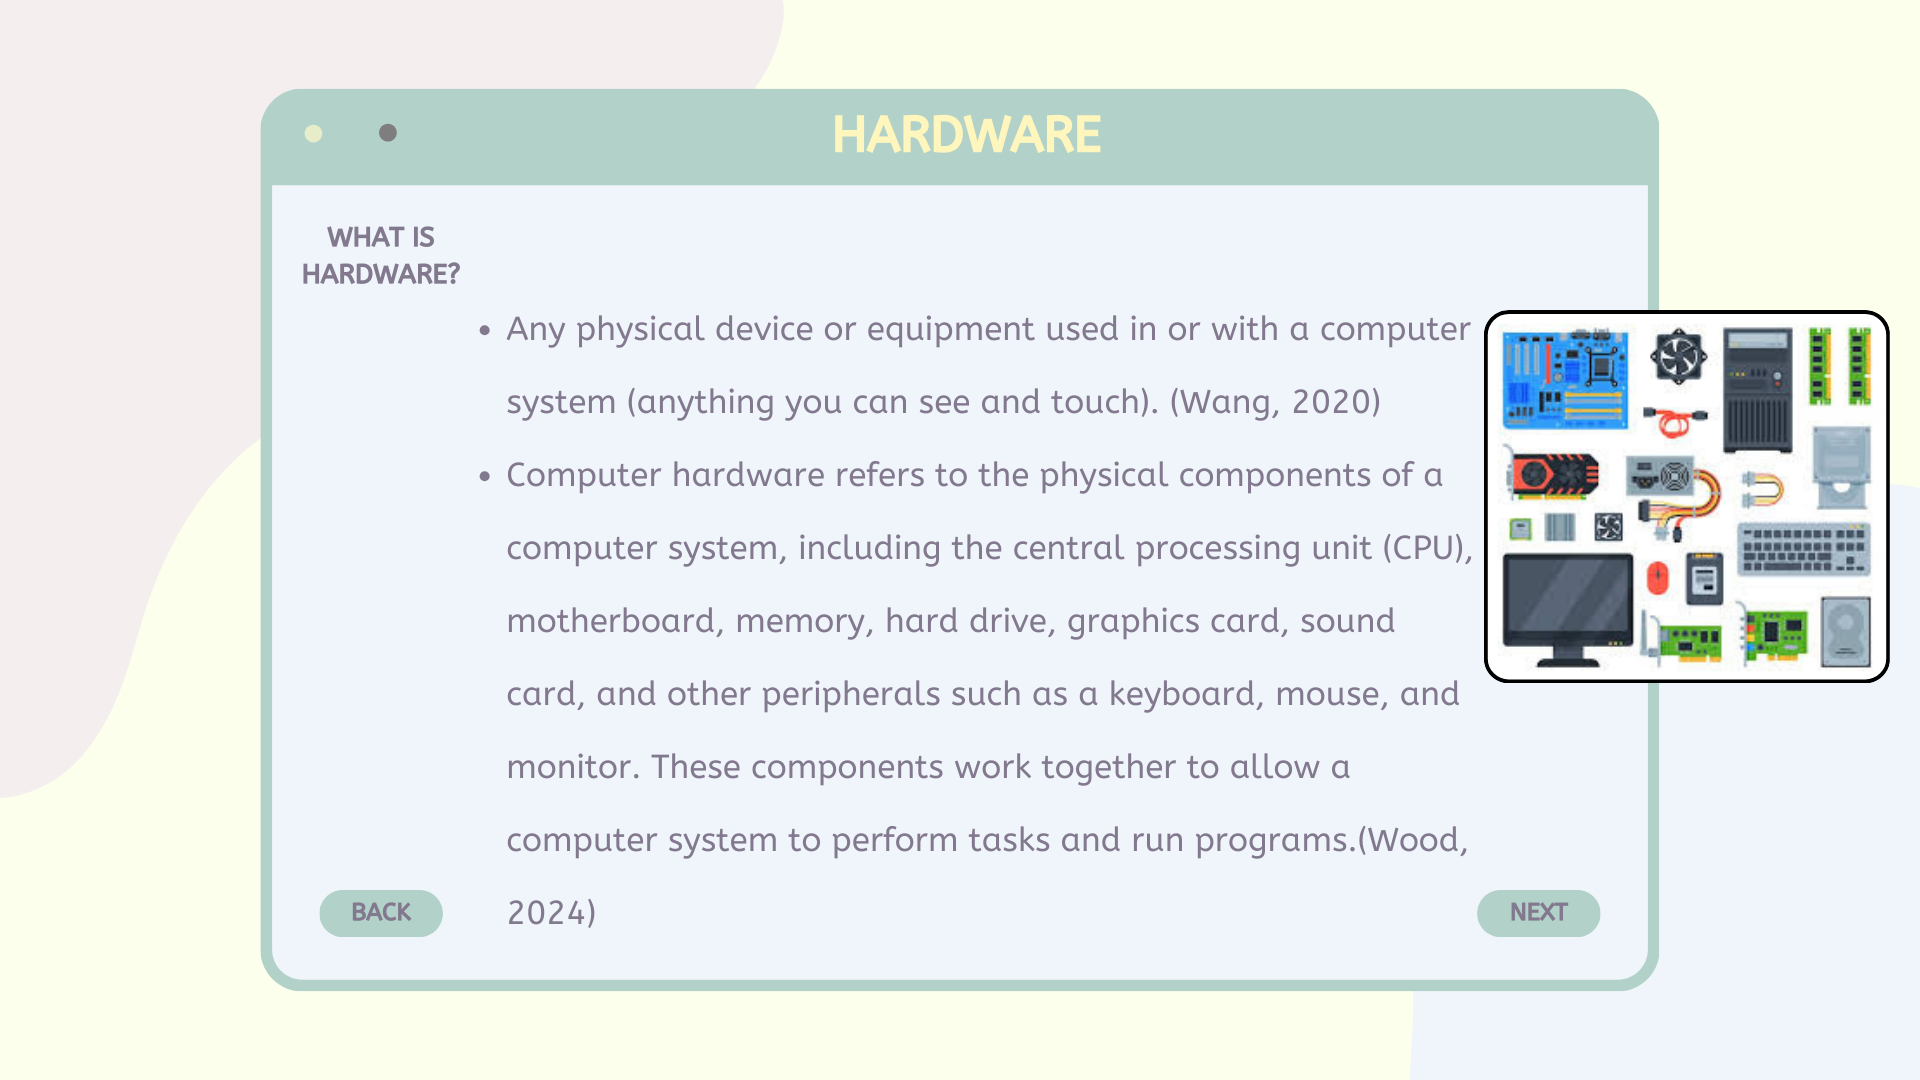 HARDWARE
WHAT IS
HARDWARE?
• Any physical device or equipment used in or with a computer
system (anything you can see and touch). (Wang, 2020)
• Computer hardware refers to the physical components of a
computer system, including the central processing unit (CPU),
motherboard, memory, hard drive, graphics card, sound
card, and other peripherals such as a keyboard, mouse, and
monitor. These components work together to allow a
computer system to perform tasks and run programs.(Wood,
2024)
BACK
NEXT